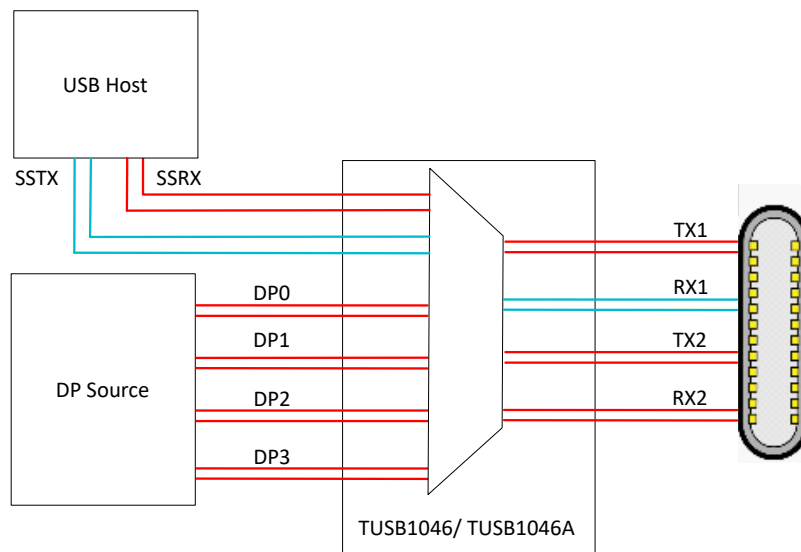 USB Host
SSTX
SSRX
TX1
DP0
RX1
DP1
TX2
DP Source
DP2
RX2
DP3
TUSB1046/ TUSB1046A